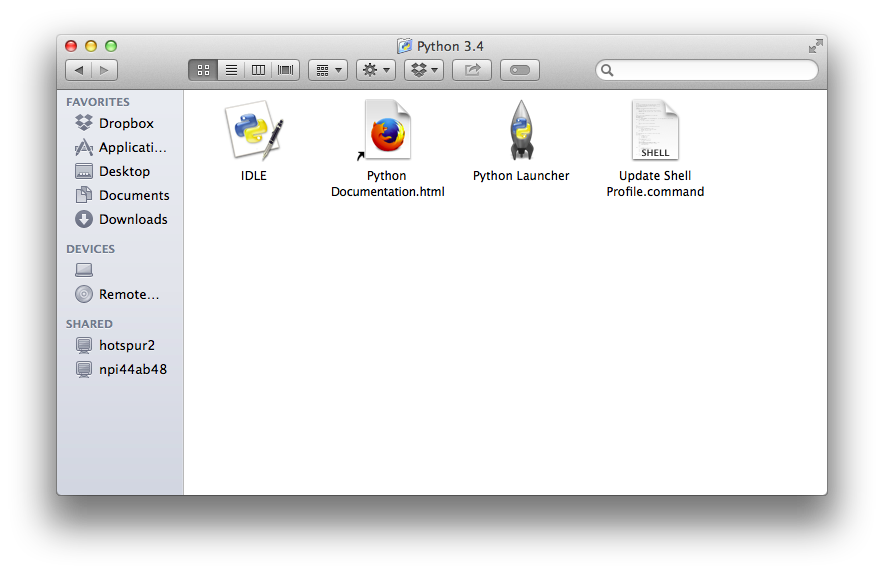 Python 3.4
FAVORITES
Dropbox
Applicati...
Desktop
Documents
Downloads
DEVICES
Remote...
SHARED
hotspur2
npi44ab48
IDLE
Python
Documentation.html
Python Launcher
SHELL
Update Shell
Profile.command